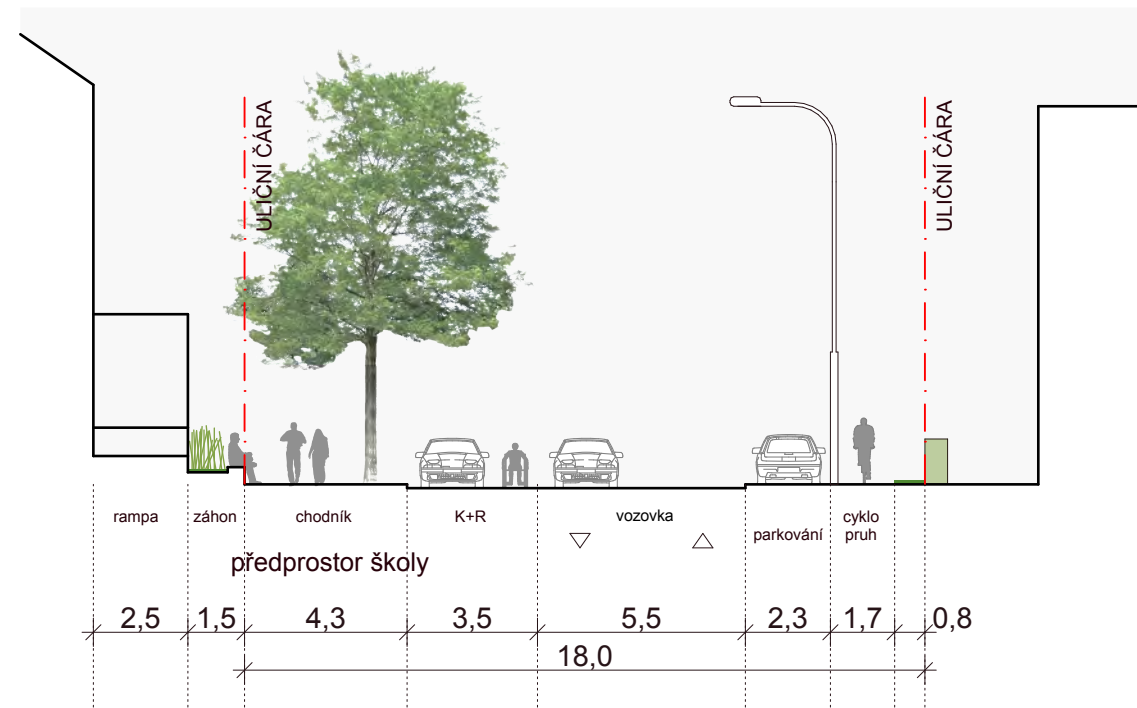 ULIČNÍ ČÁRA
ULIČNÍ ČÁRA
rampa
záhon
chodník
K+R
vozovka
parkování
cyklo
pruh
předprostor školy
2,5
1,5
4,3
3,5
5,5
2,3
1,7
0,8
18,0